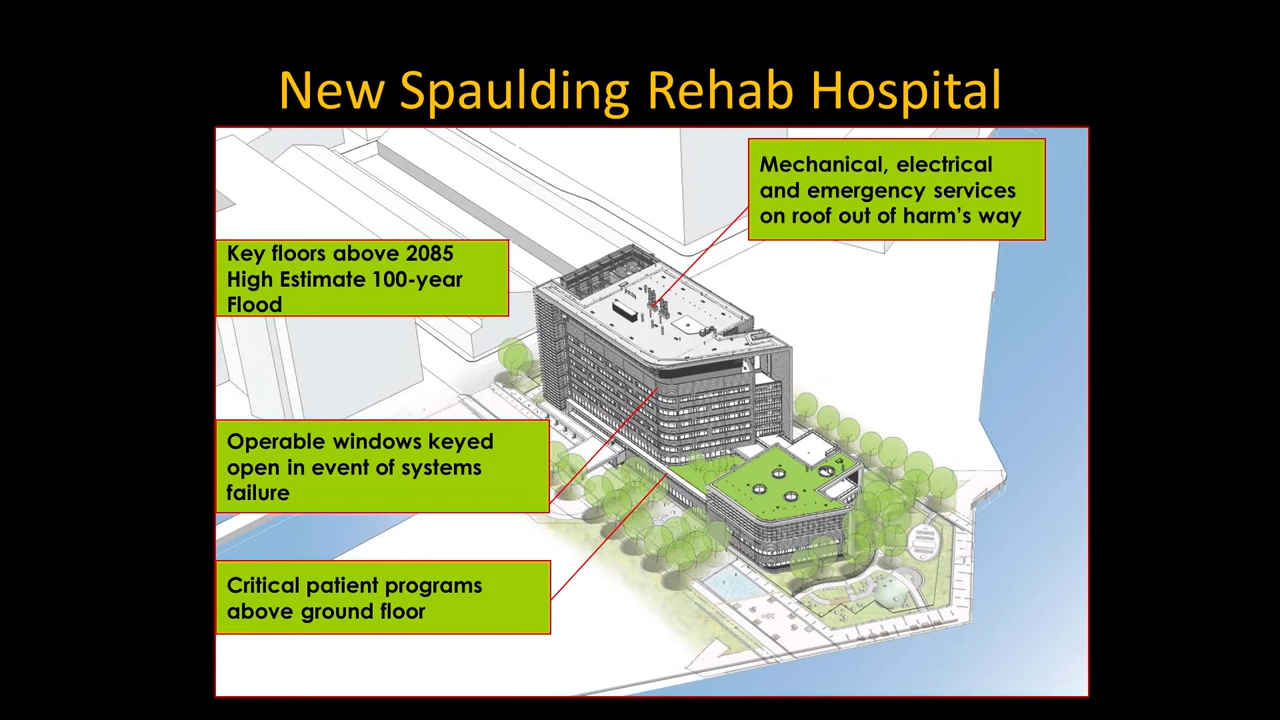 New Spaulding Rehab Hospital
Mechanical, electrical
and emergency services
on roof out of harm's way
Key floors above 2085
High Estimate 100-year
Flood
Operable windows keyed
open in event of systems
failure
Critical patient programs
above ground floor